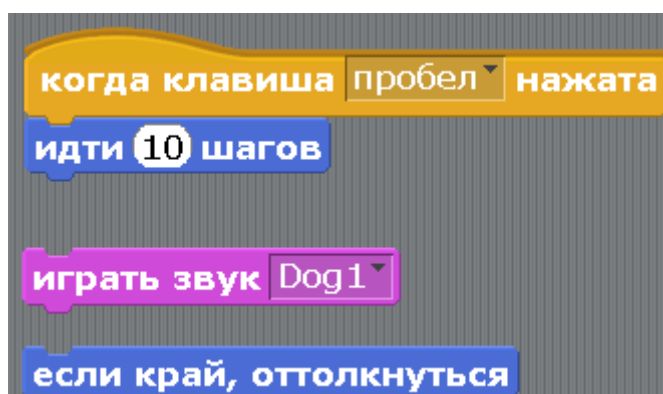 когда клавиша пробел нажата
идти 10 шагов
играть звук Dog1
если край, оттолкнуться